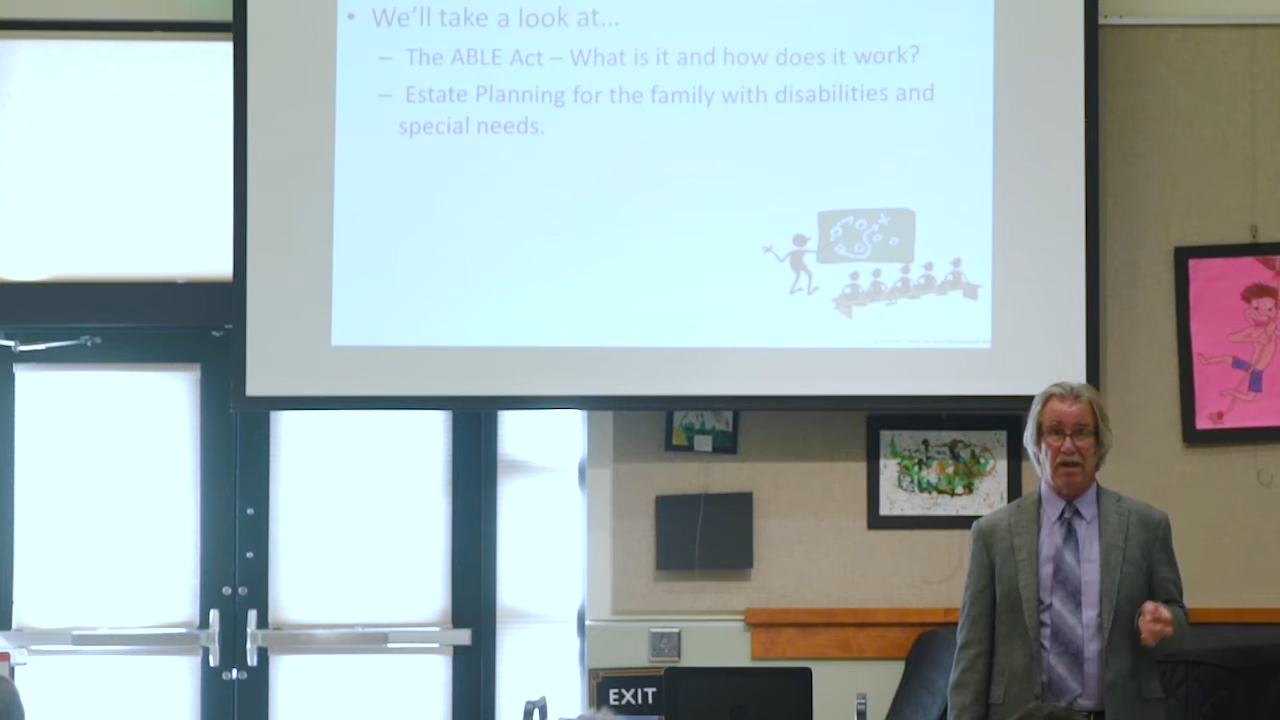 • We'll take a look at...
– The ABLE Act – What is it and how does it work?
– Estate Planning for the family with disabilities and
special needs.
EXIT